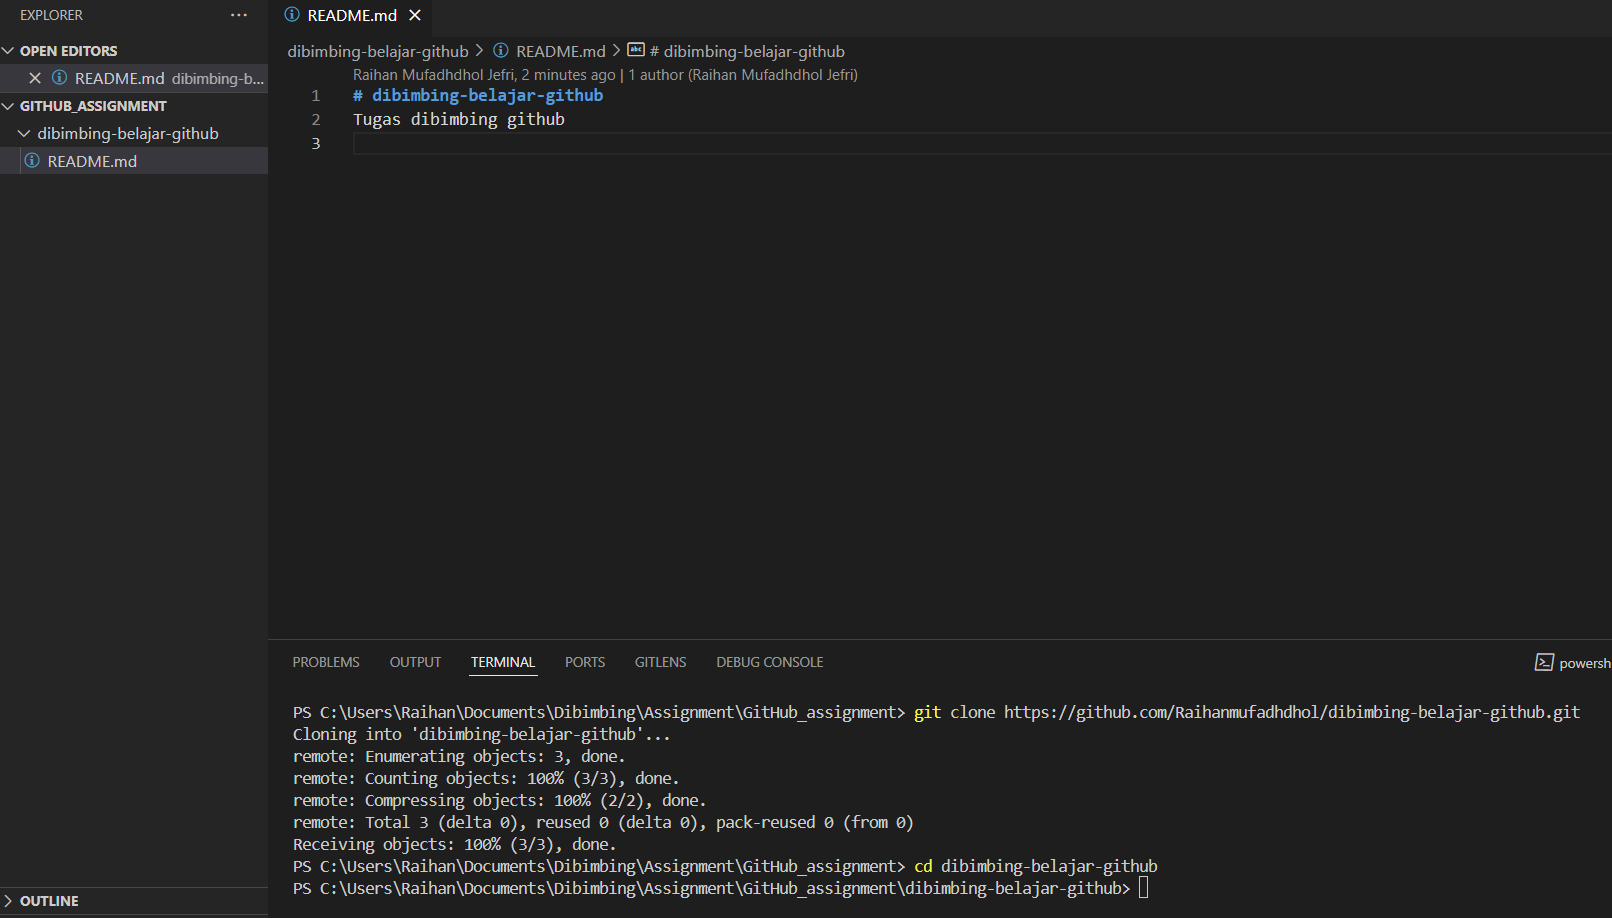 EXPLORER
···
OPEN EDITORS
README.md dibimbing-b...
GITHUB_ASSIGNMENT
dibimbing-belajar-github
README.md
OUTLINE
README.md
dibimbing-belajar-github > README.md > abc # dibimbing-belajar-github
Raihan Mufadhdhol Jefri, 2 minutes ago | 1 author (Raihan Mufadhdhol Jefri)
1 # dibimbing-belajar-github
2 Tugas dibimbing github
3
PROBLEMS OUTPUT TERMINAL PORTS GITLENS DEBUG CONSOLE powersh
PS C:\Users\Raihan\Documents\Dibimbing\Assignment\GitHub_assignment> git clone https://github.com/Raihanmufadhdhol/dibimbing-belajar-github.git
Cloning into 'dibimbing-belajar-github'...
remote: Enumerating objects: 3, done.
remote: Counting objects: 100% (3/3), done.
remote: Compressing objects: 100% (2/2), done.
remote: Total 3 (delta 0), reused 0 (delta 0), pack-reused 0 (from 0)
Receiving objects: 100% (3/3), done.
PS C:\Users\Raihan\Documents\Dibimbing\Assignment\GitHub_assignment> cd dibimbing-belajar-github
PS C:\Users\Raihan\Documents\Dibimbing\Assignment\GitHub_assignment\dibimbing-belajar-github>